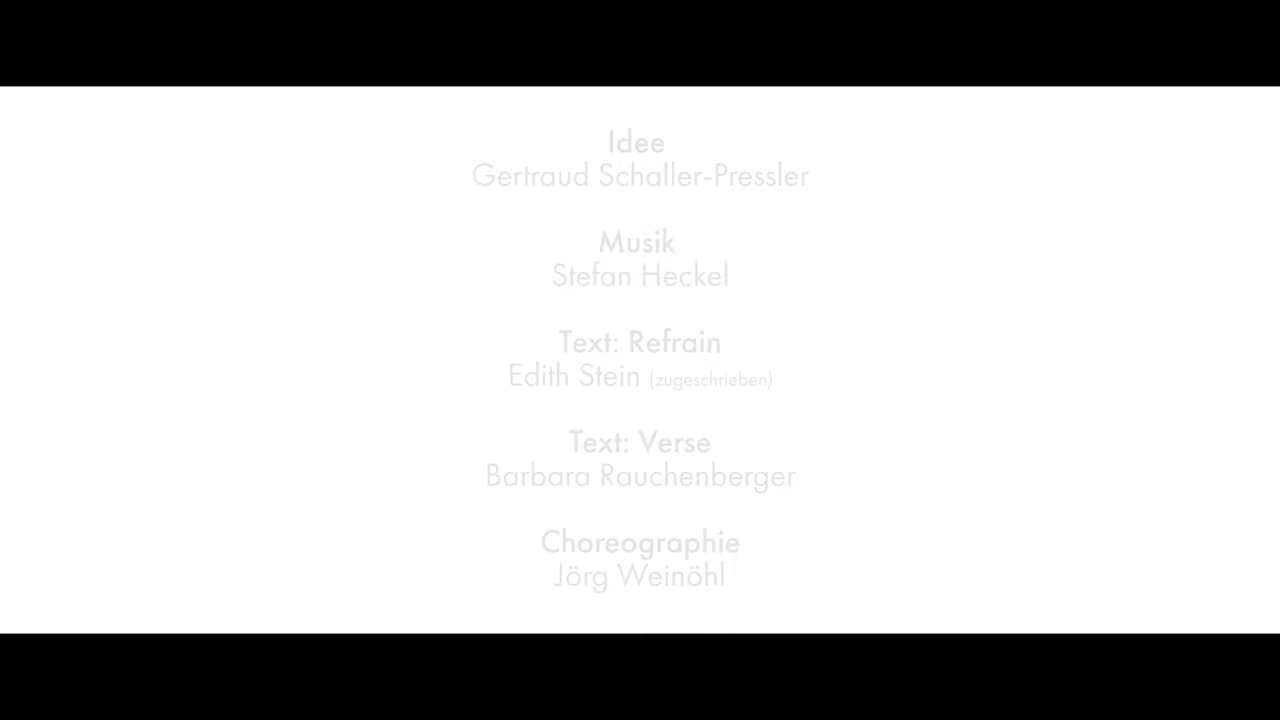 Idee
Gertraud Schaller-Pressler
Musik
Stefan Heckel
Text: Refrain
Edith Stein (zugeschrieben)
Text: Verse
Barbara Rauchenberger
Choreographie
Jörg Weinöhl